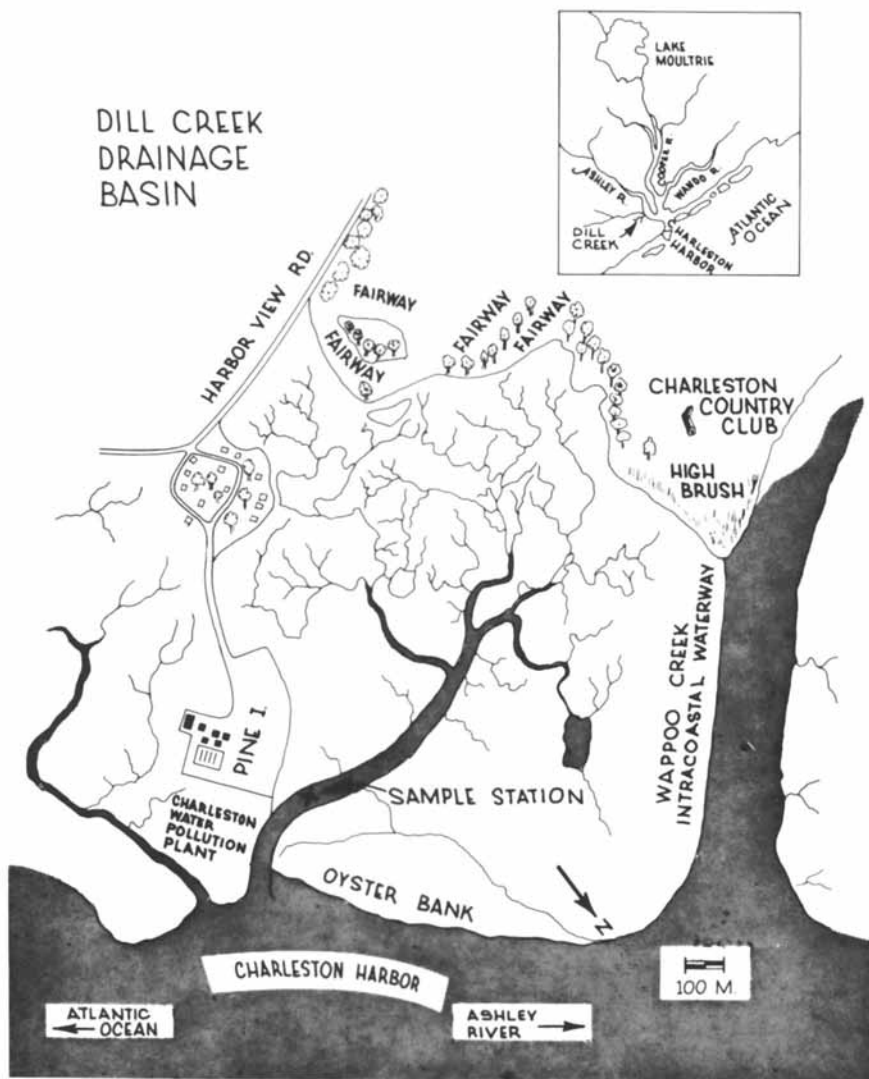 DILL CREEK
DRAINAGE
BASIN
LAKE
MOULTRIE
COOPER R.
ASHLEY R.
WANDO R.
ATLANTIC
OCEAN
DILL
CREEK
CHARLESTON
HARBOR
HARBOR VIEW RD.
FAIRWAY
FAIRWAY
FAIRWAY
FAIRWAY
CHARLESTON
COUNTRY
CLUB
HIGH
BRUSH
WAPPOO CREEK
INTRACOASTAL WATERWAY
PINE I.
SAMPLE STATION
CHARLESTON
WATER
POLLUTION
PLANT
OYSTER BANK
N
CHARLESTON HARBOR
100 M.
ATLANTIC
OCEAN
ASHLEY
RIVER